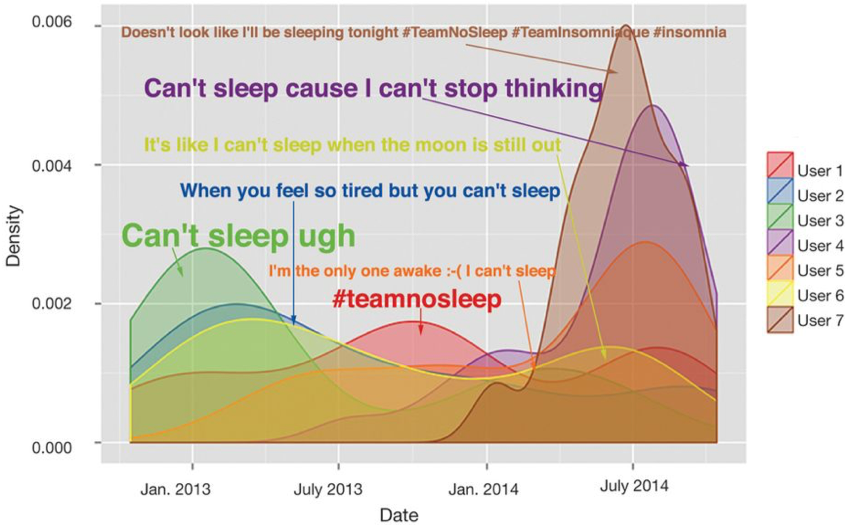 0.006
Doesn't look like I'll be sleeping tonight #TeamNoSleep #TeamInsomniaque #insomnia
Can't sleep cause I can't stop thinking
It's like I can't sleep when the moon is still out
0.004
When you feel so tired but you can't sleep
Can't sleep ugh
I'm the only one awake :-( I can't sleep
#teamnosleep
0.002
0.000
Density
Jan. 2013
July 2013
Jan. 2014
July 2014
Date
User 1
User 2
User 3
User 4
User 5
User 6
User 7